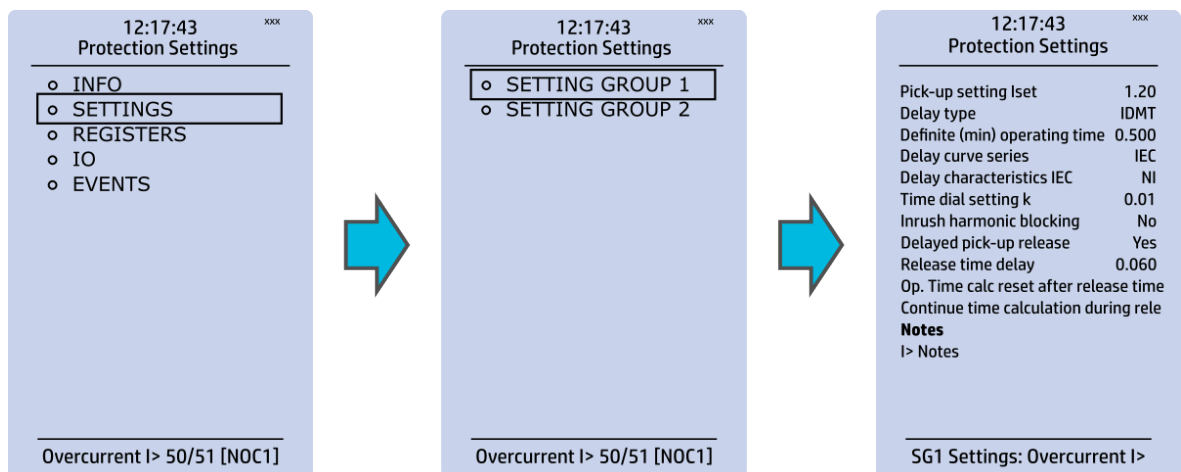 12:17:43 xxx
Protection Settings
INFO
SETTINGS
REGISTERS
IO
EVENTS
Overcurrent I> 50/51 [NOC1]
12:17:43 xxx
Protection Settings
SETTING GROUP 1
SETTING GROUP 2
Overcurrent I> 50/51 [NOC1]
12:17:43 xxx
Protection Settings
Pick-up setting Iset 1.20
Delay type IDMT
Definite (min) operating time 0.500
Delay curve series IEC
Delay characteristics IEC NI
Time dial setting k 0.01
Inrush harmonic blocking No
Delayed pick-up release Yes
Release time delay 0.060
Op. Time calc reset after release time
Continue time calculation during rele
Notes
I> Notes
SG1 Settings: Overcurrent I>